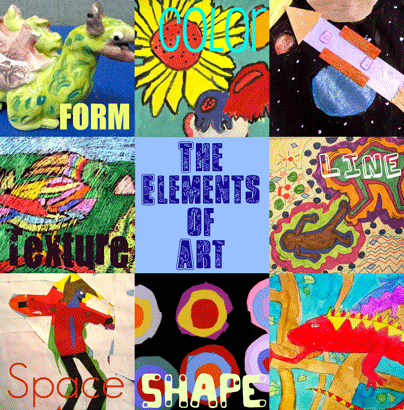 FORM
COLOR
Texture
THE
ELEMENTS
OF
ART
LINE
Space
SHAPE